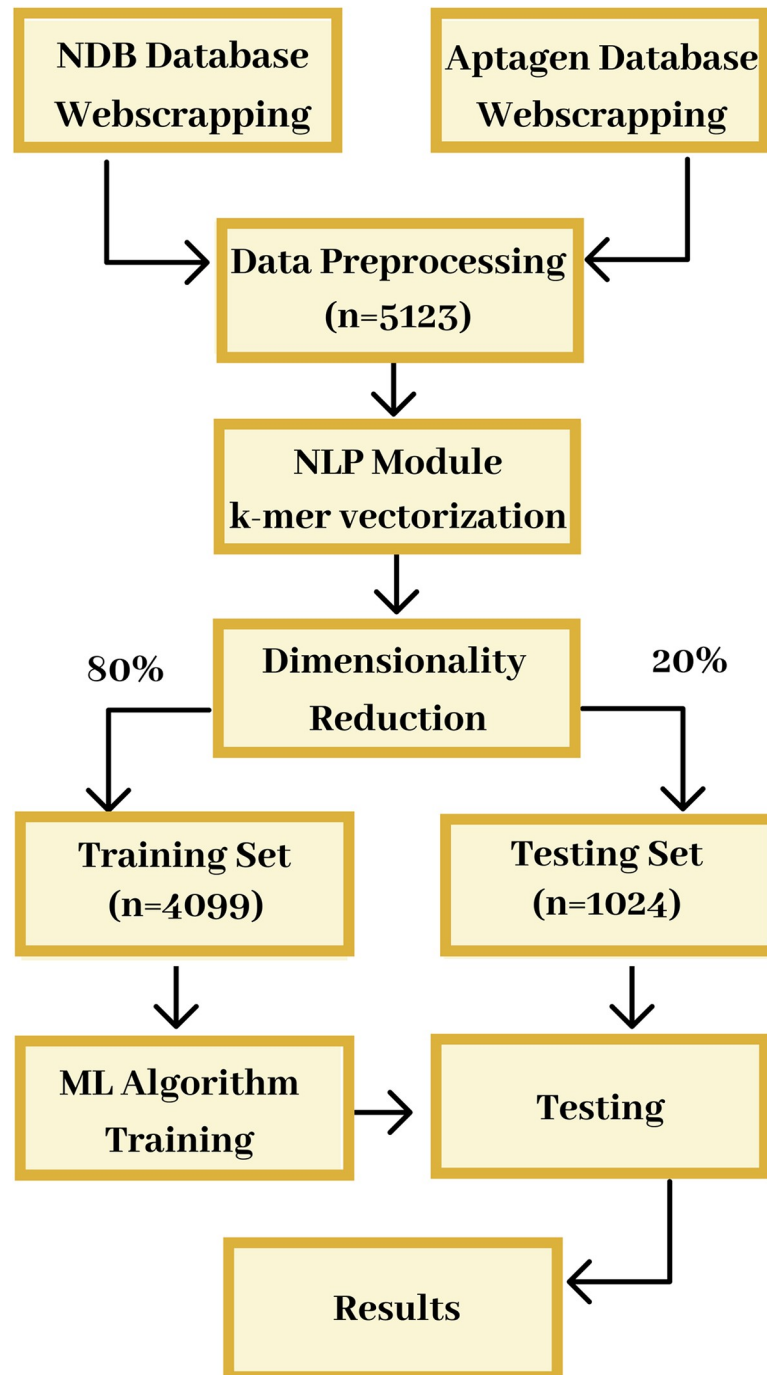 NDB Database
Webscrapping
Aptagen Database
Webscrapping
Data Preprocessing
(n=5123)
NLP Module
k-mer vectorization
Dimensionality
Reduction
80%
20%
Training Set
(n=4099)
Testing Set
(n=1024)
ML Algorithm
Training
Testing
Results